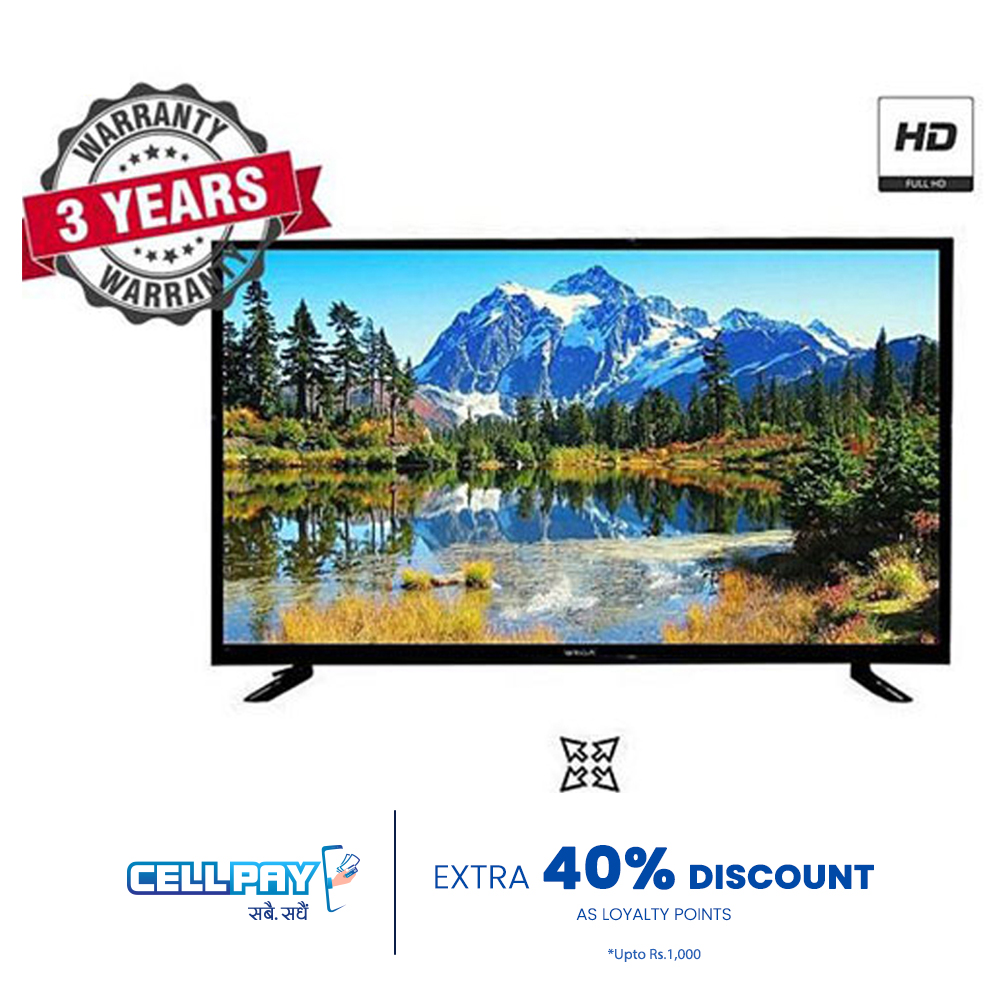 WARRANTY
3 YEARS
WARRANTY
HD
FULL HD
CELLPAY
सबै. सधैं
EXTRA 40% DISCOUNT
AS LOYALTY POINTS
*Upto Rs.1,000